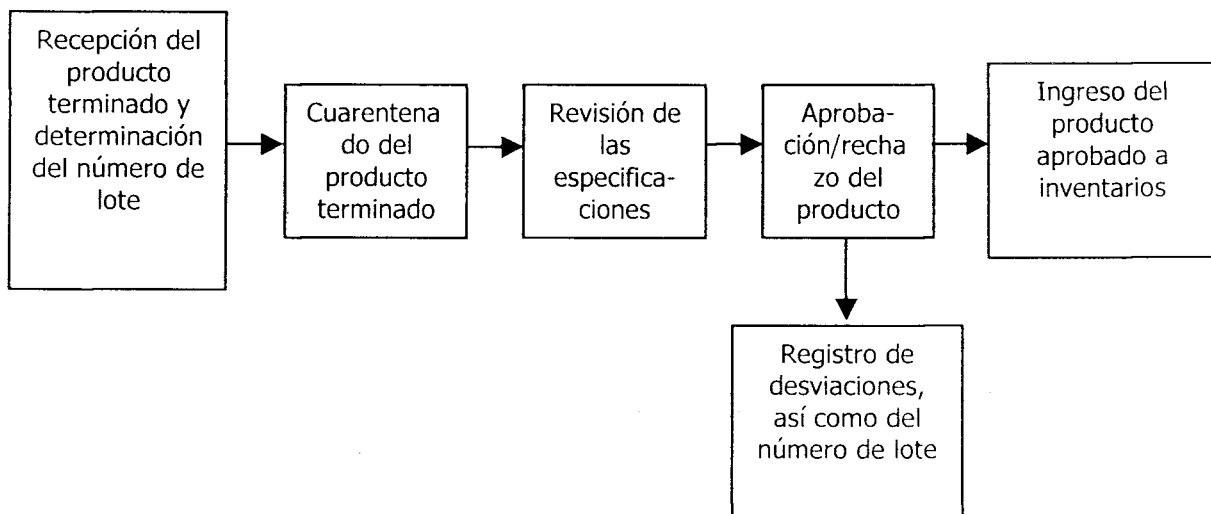 Recepción del
producto
terminado y
determinación
del número de
lote
Cuarentena
do del
producto
terminado
Revisión de
las
especifica-
ciones
Aproba-
ción/recha
zo del
producto
Ingreso del
producto
aprobado a
inventarios
Registro de
desviaciones,
así como del
número de lote